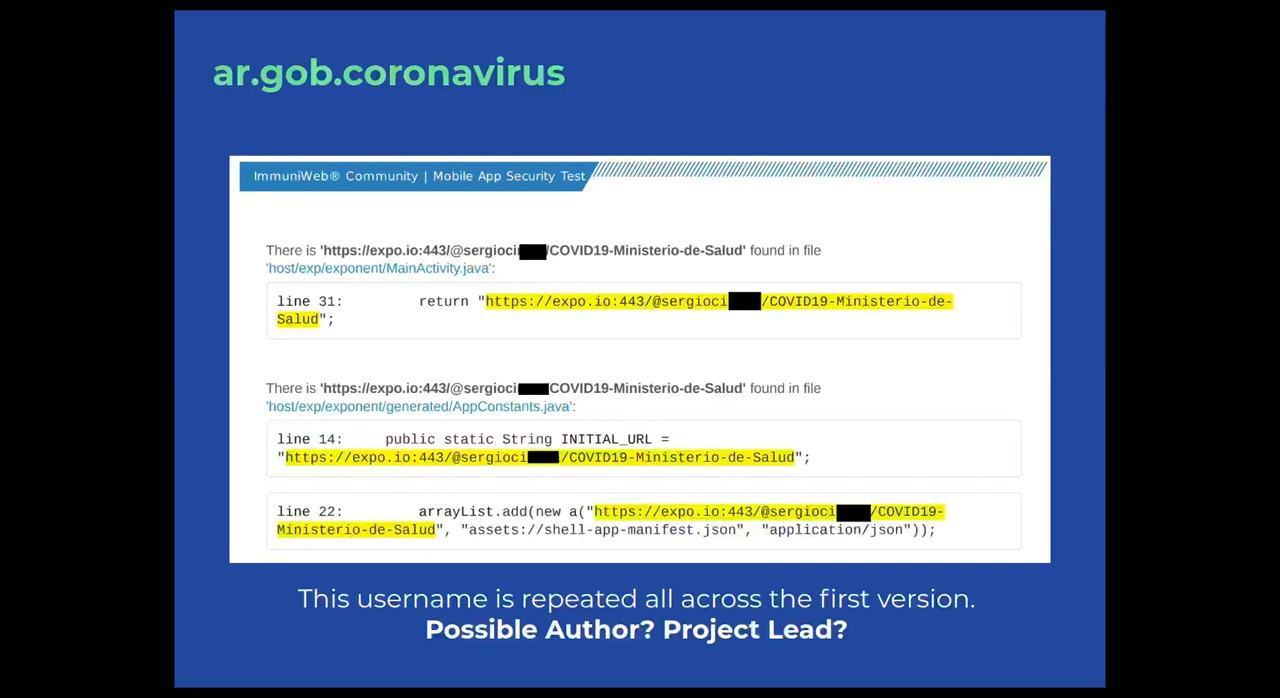 ar.gob.coronavirus
ImmuniWeb® Community | Mobile App Security Test
There is 'https://expo.io:443/@sergioci /COVID19-Ministerio-de-Salud' found in file
'host/exp/exponent/MainActivity.java':
line 31: return "https://expo.io:443/@sergioci /COVID19-Ministerio-de-
Salud";
There is 'https://expo.io:443/@sergioci COVID19-Ministerio-de-Salud' found in file
'host/exp/exponent/generated/AppConstants.java':
line 14: public static String INITIAL_URL =
"https://expo.io:443/@sergioci /COVID19-Ministerio-de-Salud";
line 22: arrayList.add(new a("https://expo.io:443/@sergioci /COVID19-
Ministerio-de-Salud", "assets://shell-app-manifest.json", "application/json"));
This username is repeated all across the first version.
Possible Author? Project Lead?